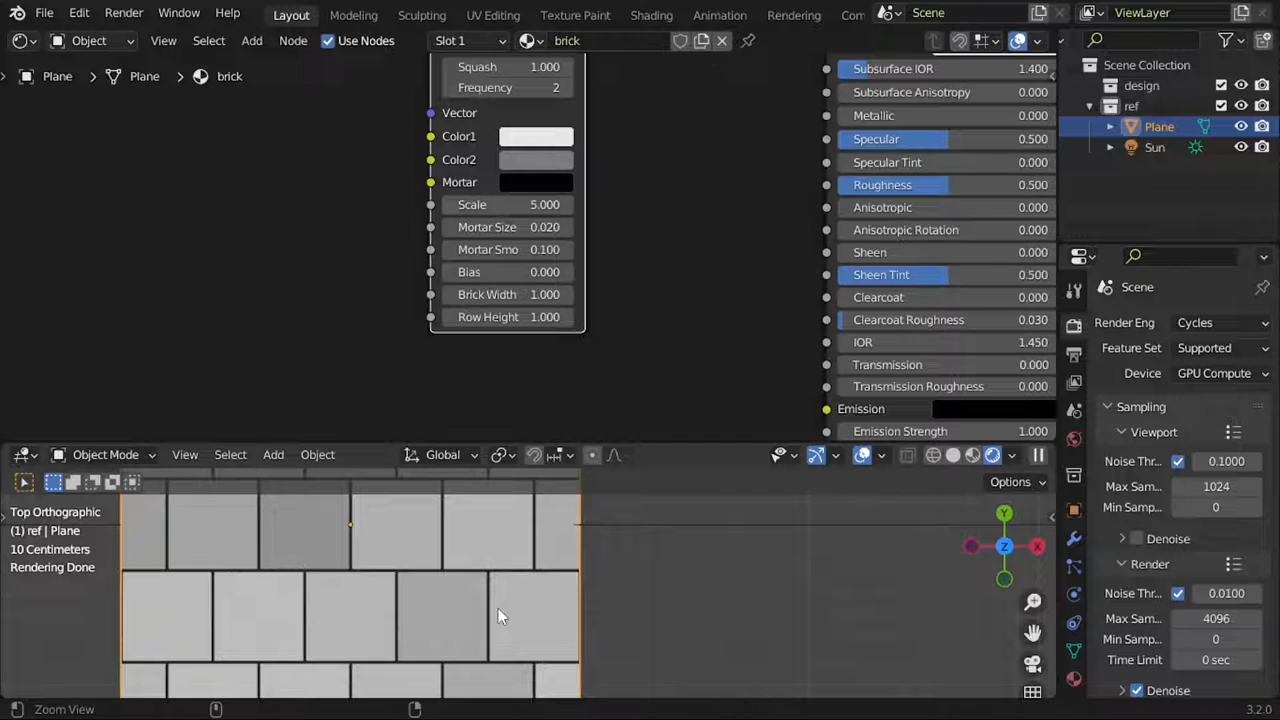 File Edit Render Window Help Layout Modeling Sculpting UV Editing Texture Paint Shading Animation Rendering Com Scene ViewLayer
Object View Select Add Node Use Nodes Slot 1 brick
Plane Plane brick
Squash 1.000
Frequency 2
Vector
Color1
Color2
Mortar
Scale 5.000
Mortar Size 0.020
Mortar Smo 0.100
Bias 0.000
Brick Width 1.000
Row Height 1.000
Subsurface IOR 1.400
Subsurface Anisotropy 0.000
Metallic 0.000
Specular 0.500
Specular Tint 0.000
Roughness 0.500
Anisotropic 0.000
Anisotropic Rotation 0.000
Sheen 0.000
Sheen Tint 0.500
Clearcoat 0.000
Clearcoat Roughness 0.030
IOR 1.450
Transmission 0.000
Transmission Roughness 0.000
Emission
Emission Strength 1.000
Scene Collection
design
ref
Plane
Sun
Scene
Render Eng Cycles
Feature Set Supported
Device GPU Compute
Sampling
Viewport
Noise Thr... 0.1000
Max Sam... 1024
Min Samp... 0
Denoise
Render
Noise Thr... 0.0100
Max Sam... 4096
Min Samp... 0
Time Limit 0 sec
Denoise
Object Mode View Select Add Object Global
Options
Top Orthographic
(1) ref | Plane
10 Centimeters
Rendering Done
Y
Z
X
Zoom View 3.2.0